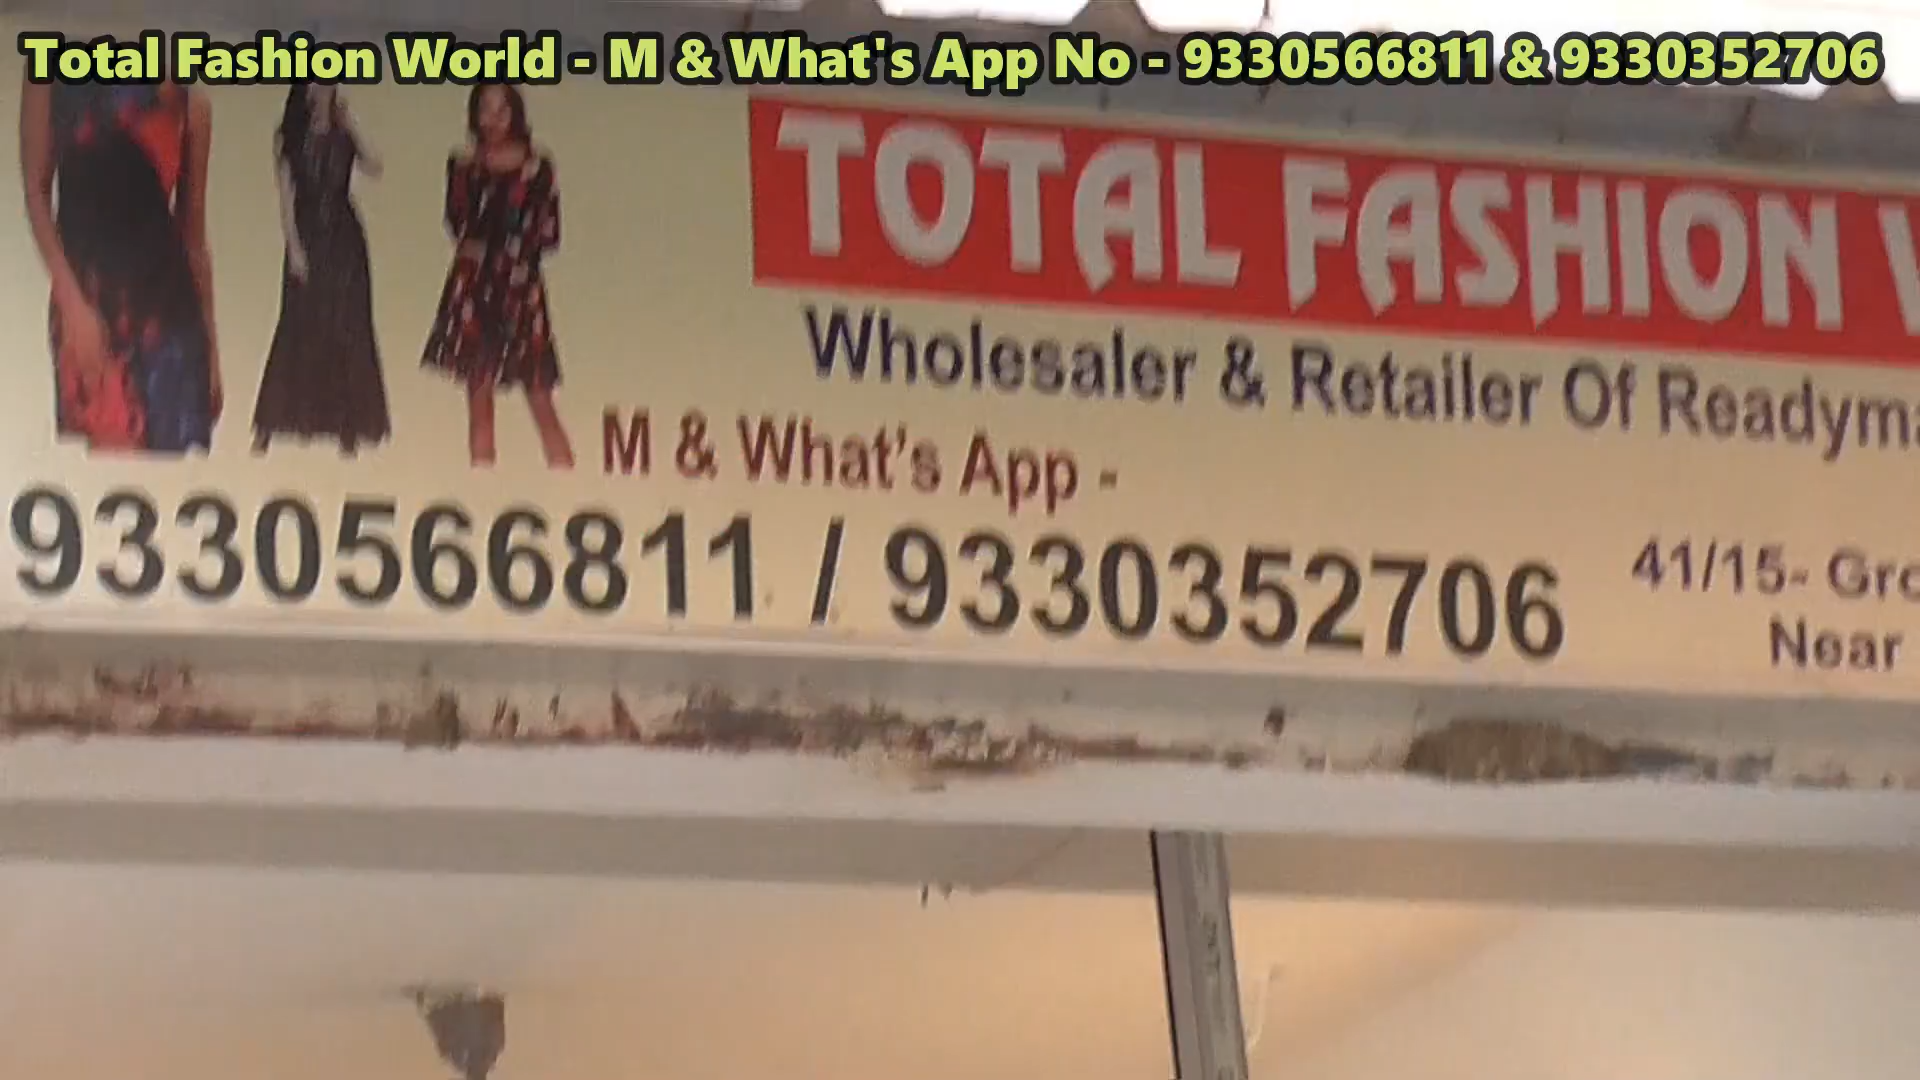 Total Fashion World - M & What's App No - 9330566811 & 9330352706
TOTAL FASHION
Wholesaler & Retailer Of
M & What's App -
9330566811 / 9330352706
41/15-
Near